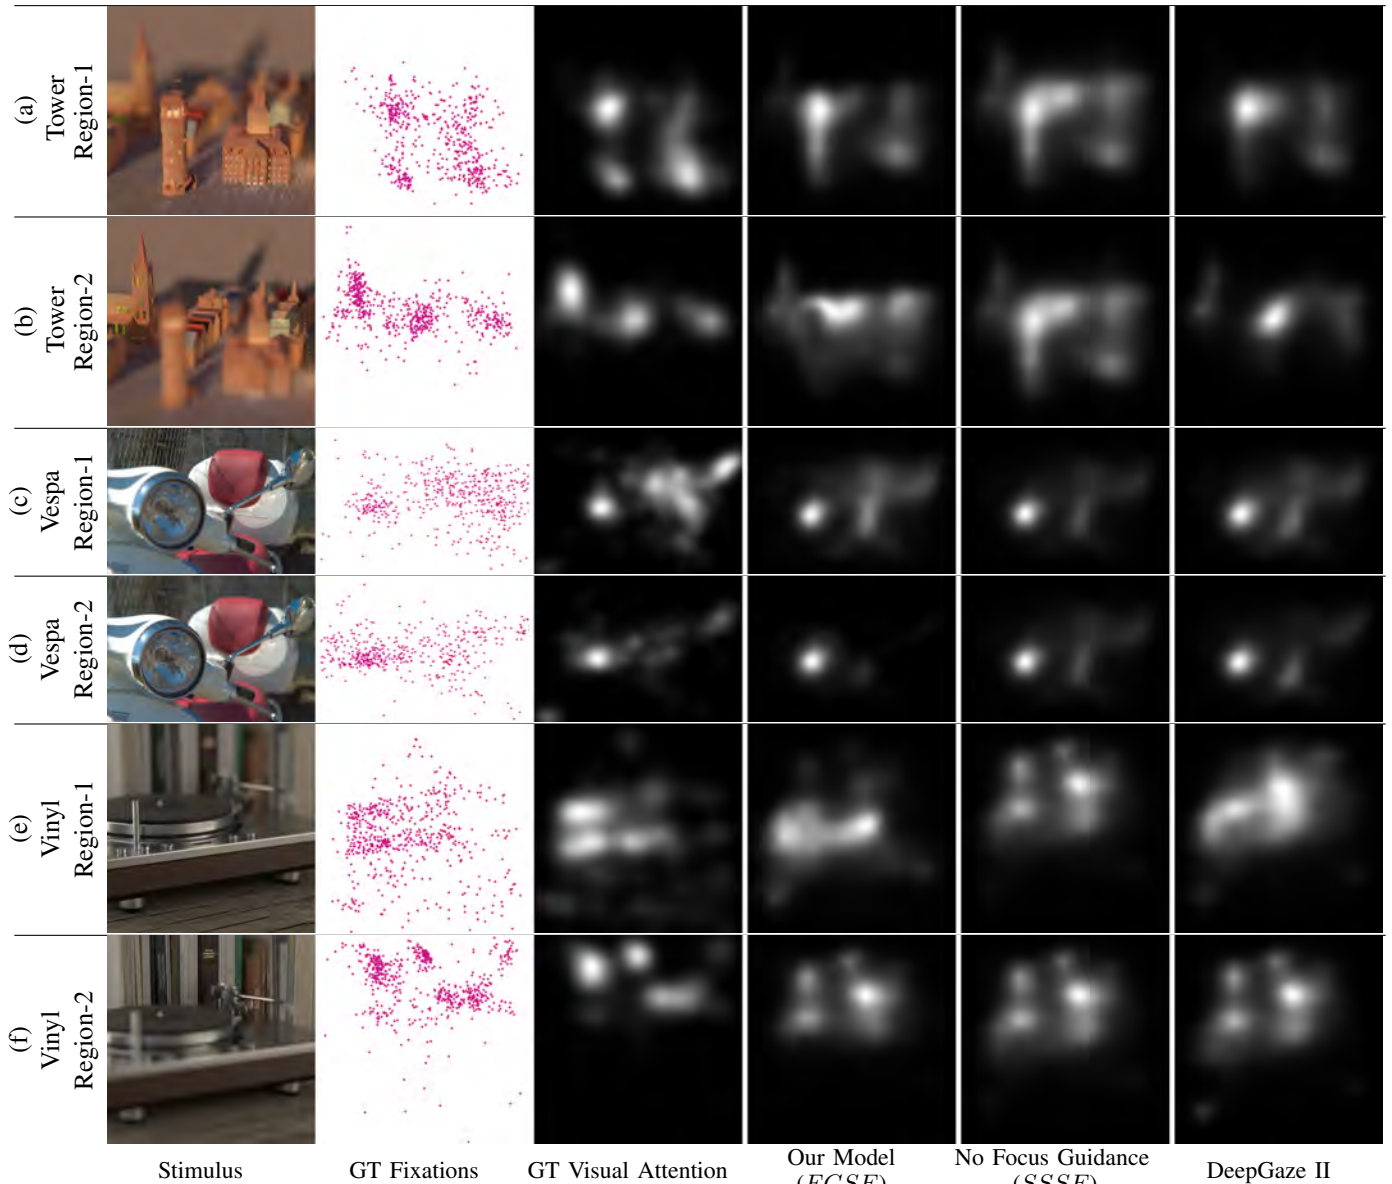 (a)
Tower
Region-1
(b)
Tower
Region-2
(c)
Vespa
Region-1
(d)
Vespa
Region-2
(e)
Vinyl
Region-1
(f)
Vinyl
Region-2
Stimulus
GT Fixations
GT Visual Attention
Our Model
No Focus Guidance
DeepGaze II